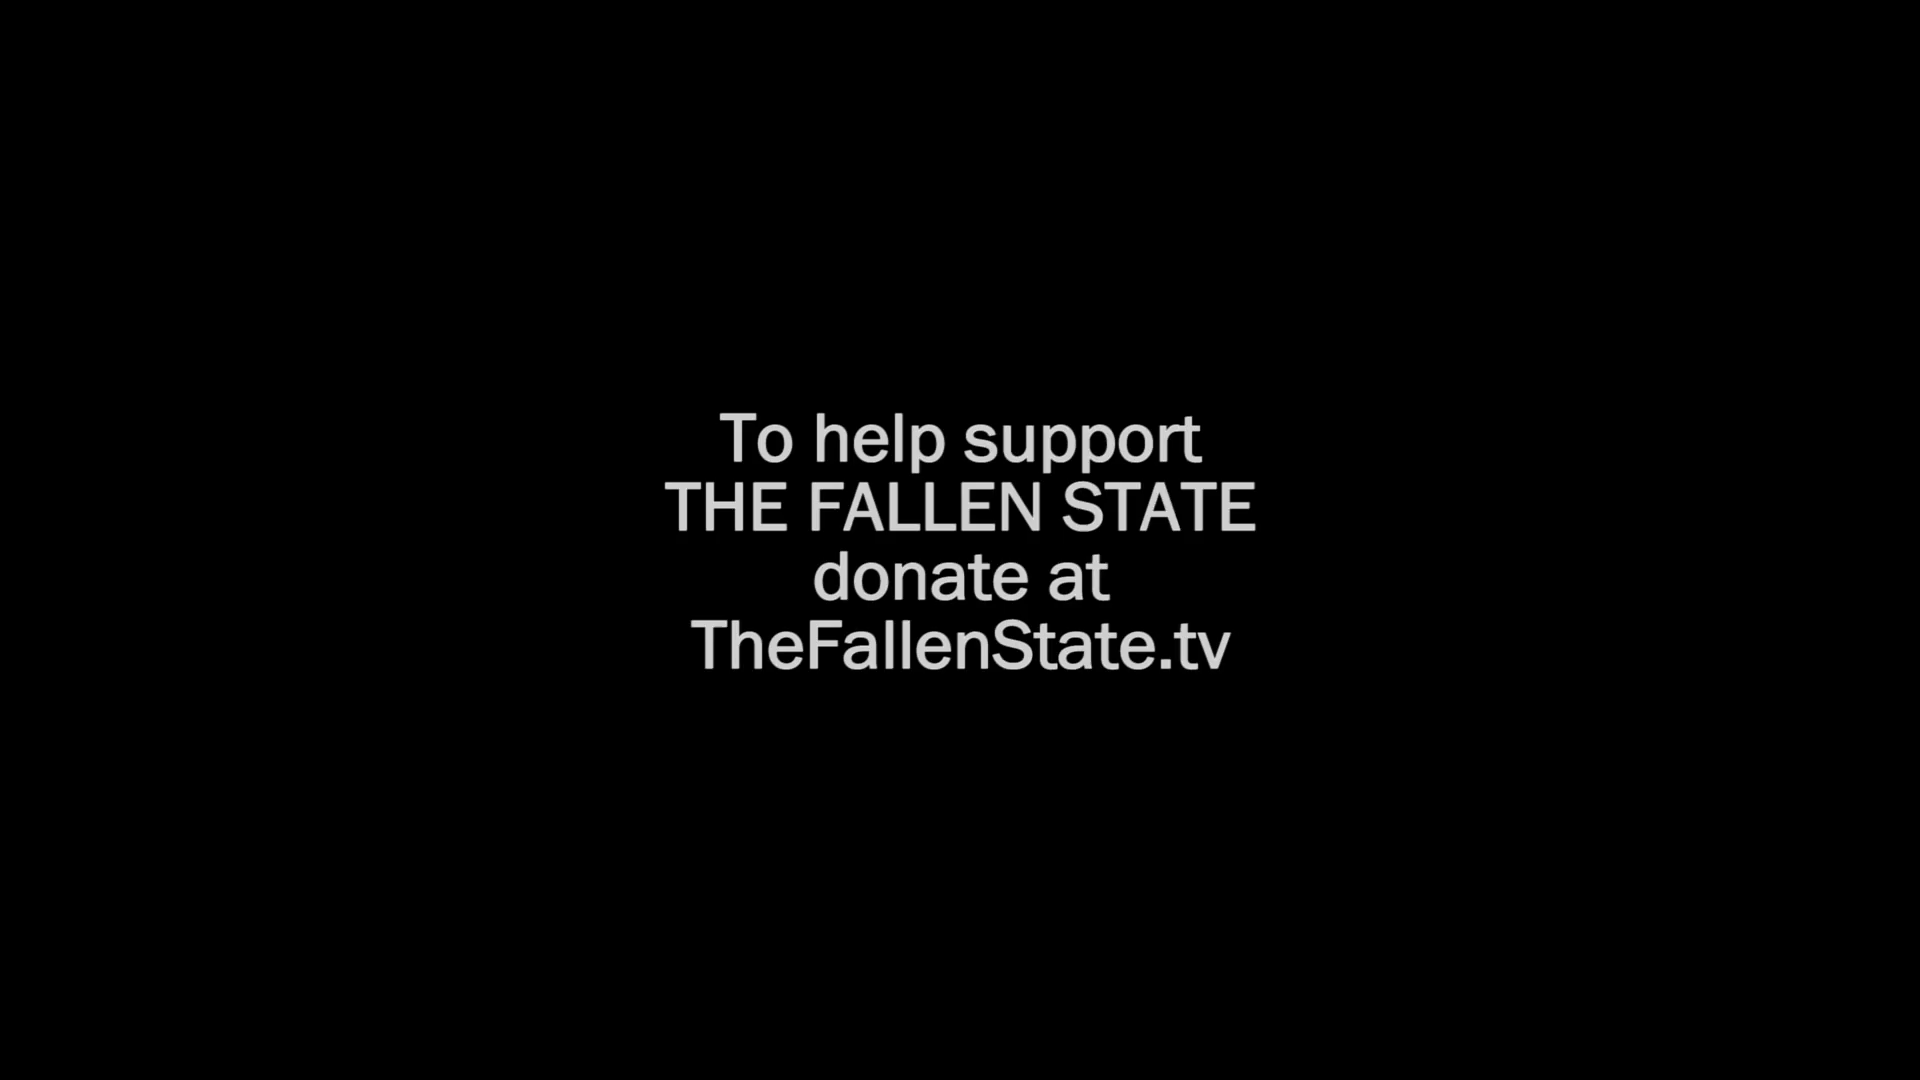 To help support
THE FALLEN STATE
donate at
TheFallenState.tv